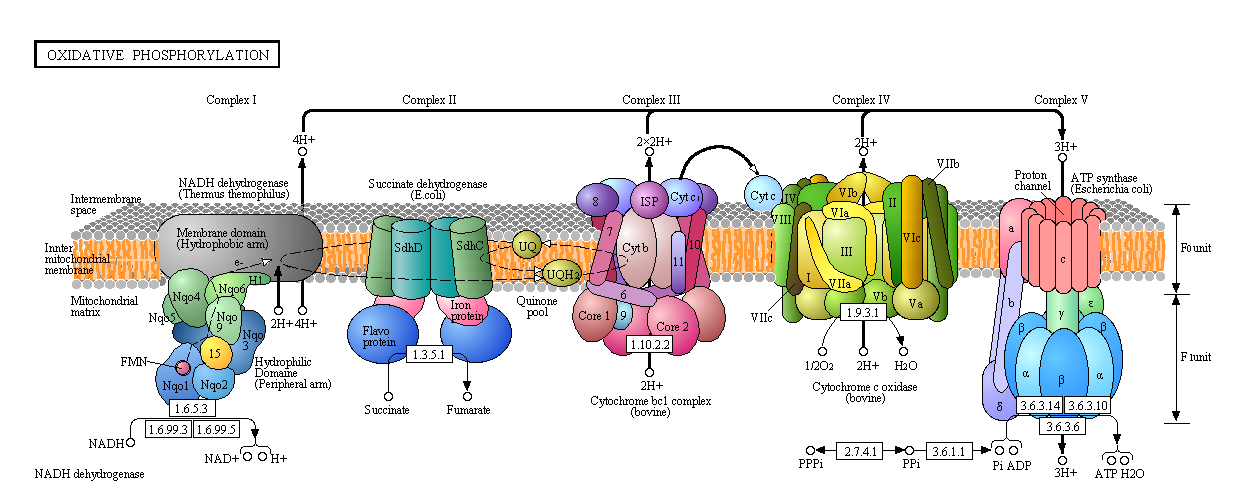 OXIDATIVE PHOSPHORYLATION
Complex I
Complex II
Complex III
Complex IV
Complex V
4H+
2×2H+
2H+
3H+
NADH dehydrogenase
(Thermus themophilus)
Succinate dehydrogenase
(E.coli)
ATP synthase
(Escherichia coli)
Proton
channel
VIIb
Intermembrane
space
Innter
mitochondrial
membrane
Mitochondrial
matrix
Membrane domain
(Hydrophobic arm)
e-
H1
Nqo4
Nqo6
Nqo5
Nqo
9
Nqo
3
15
FMN
Nqo1
Nqo2
2H+
4H+
Hydrophilic
Domaine
(Peripheral arm)
1.6.5.3
1.6.99.3
1.6.99.5
NADH
NAD+
H+
NADH dehydrogenase
SdhD
SdhC
Flavo
protein
Iron
protein
1.3.5.1
Succinate
Fumarate
UQ
UQH2
Quinone
pool
8
ISP
Cyt c1
7
Cyt b
10
11
6
Core 1
9
Core 2
1.10.2.2
2H+
Cytochrome bc1 complex
(bovine)
Cyt c
IV
VIII
VIb
VIa
II
III
VIc
I
VIIa
VIIc
Vb
Va
1.9.3.1
1/2O2
2H+
H2O
Cytochrome c oxidase
(bovine)
a
c
b
γ
ε
β
β
α
β
α
δ
F0 unit
F1 unit
3.6.3.14
3.6.3.10
3.6.3.6
PPPi
2.7.4.1
PPi
3.6.1.1
Pi
ADP
3H+
ATP
H2O